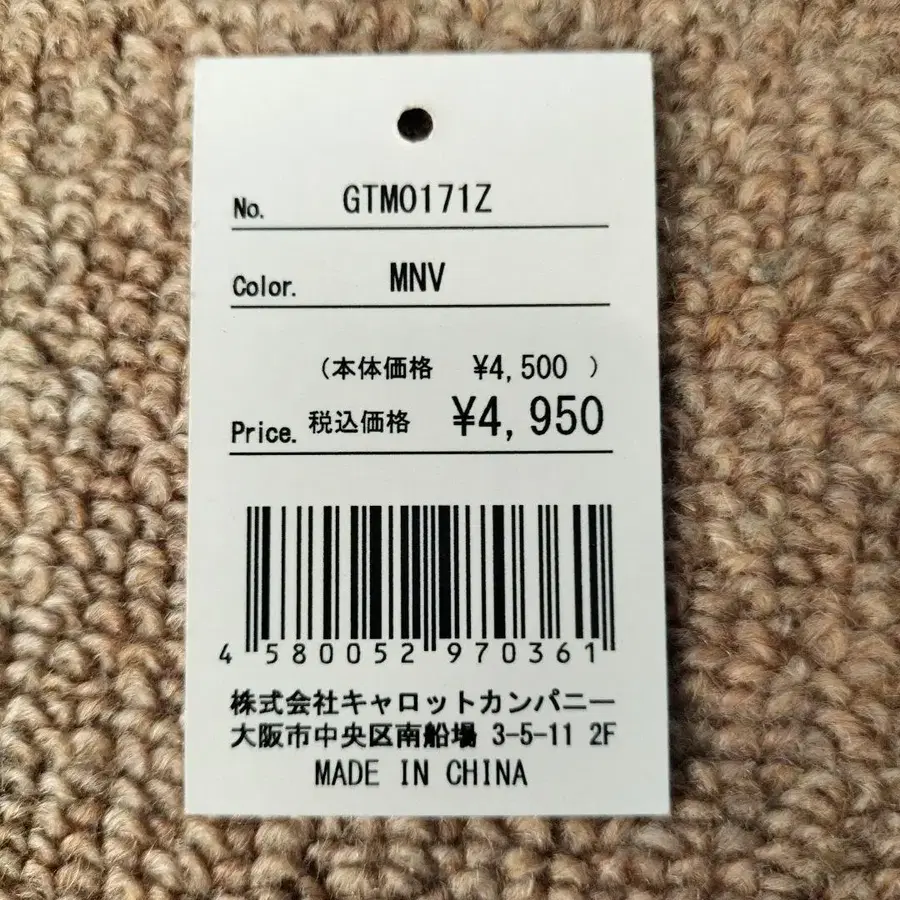 No. GTM0171Z
Color. MNV
(本体価格 ¥4,500 )
Price. 税込価格 ¥4,950
4 580052 970361
株式会社キャロットカンパニー
大阪市中央区南船場 3-5-11 2F
MADE IN CHINA